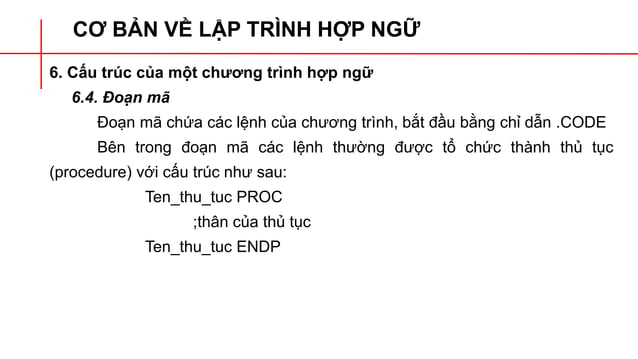 CƠ BẢN VỀ LẬP TRÌNH HỢP NGỮ
6. Cấu trúc của một chương trình hợp ngữ
6.4. Đoạn mã
Đoạn mã chứa các lệnh của chương trình, bắt đầu bằng chỉ dẫn .CODE
Bên trong đoạn mã các lệnh thường được tổ chức thành thủ tục
(procedure) với cấu trúc như sau:
Ten_thu_tuc PROC
;thân của thủ tục
Ten_thu_tuc ENDP